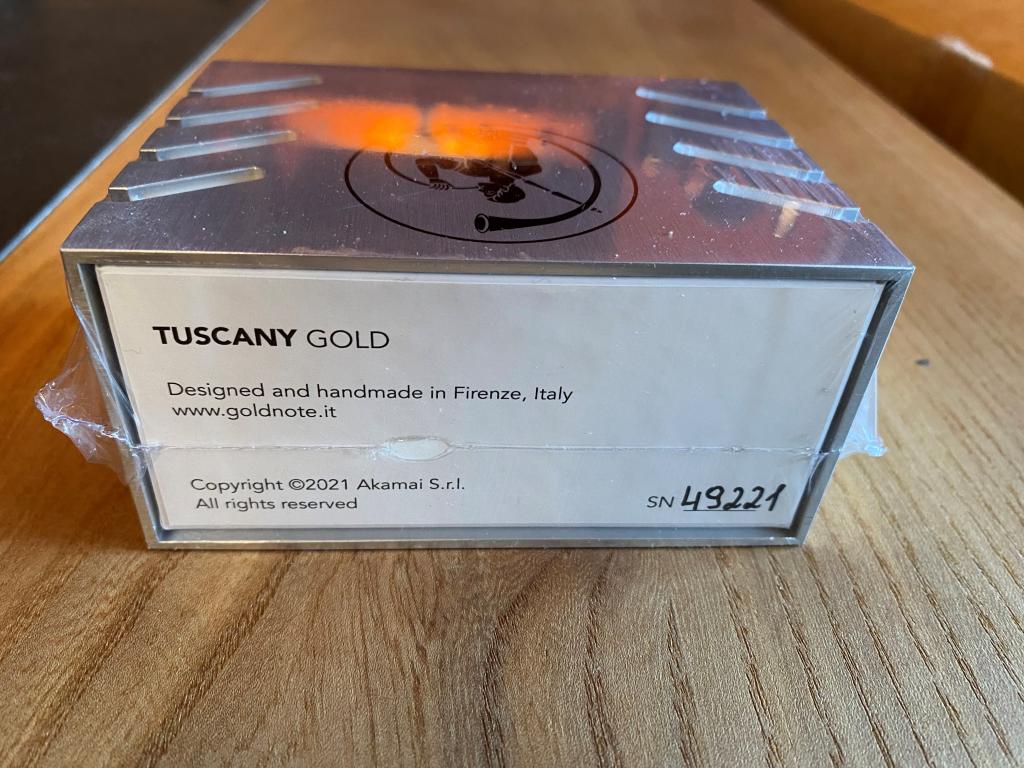 TUSCANY GOLD
Designed and handmade in Firenze, Italy
www.goldnote.it
Copyright ©2021 Akamai S.r.l.
All rights reserved
SN 49221